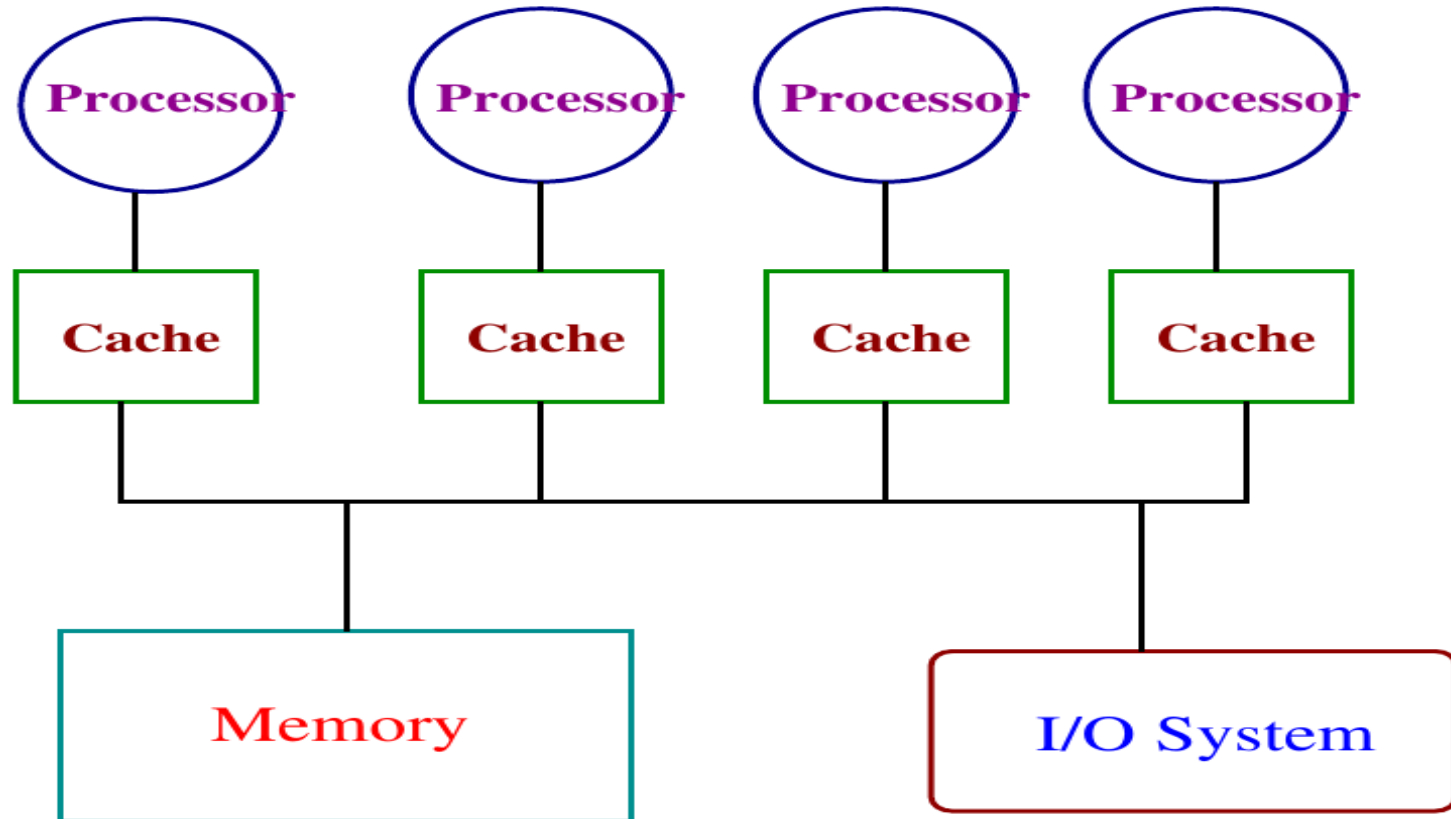 Processor
Processor
Processor
Processor
Cache
Cache
Cache
Cache
Memory
I/O System